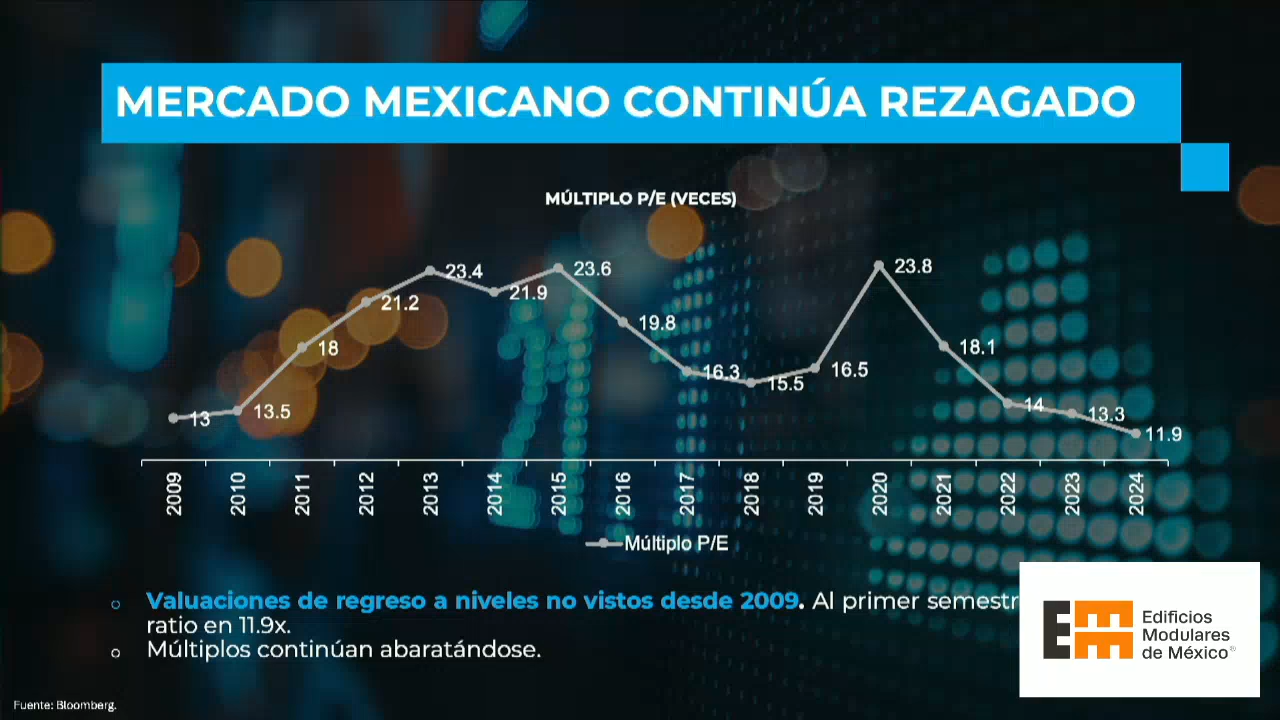 MERCADO MEXICANO CONTINÚA REZAGADO
MÚLTIPLO P/E (VECES)
13
13.5
18
21.2
23.4
21.9
23.6
19.8
16.3
15.5
16.5
23.8
18.1
14
13.3
11.9
2009
2010
2011
2012
2013
2014
2015
2016
2017
2018
2019
2020
2021
2022
2023
2024
Múltiplo P/E
Valuaciones de regreso a niveles no vistos desde 2009. Al primer
ratio en 11.9x.
Múltiplos continúan abaratándose.
EMM
Edificios
Modulares
de México®
Fuente: Bloomberg.